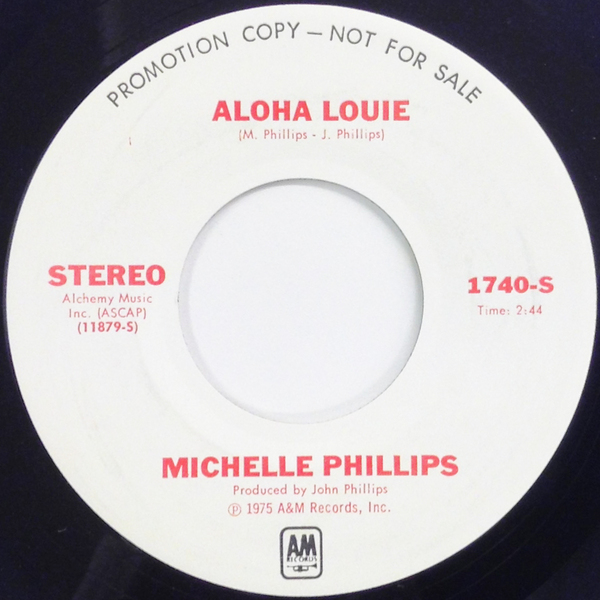 PROMOTION COPY — NOT FOR SALE
ALOHA LOUIE
(M. Phillips - J. Phillips)
STEREO
Alchemy Music
Inc. (ASCAP)
(11879-S)
1740-S
Time: 2:44
MICHELLE PHILLIPS
Produced by John Phillips
℗ 1975 A&M Records, Inc.
AM
RECORDS